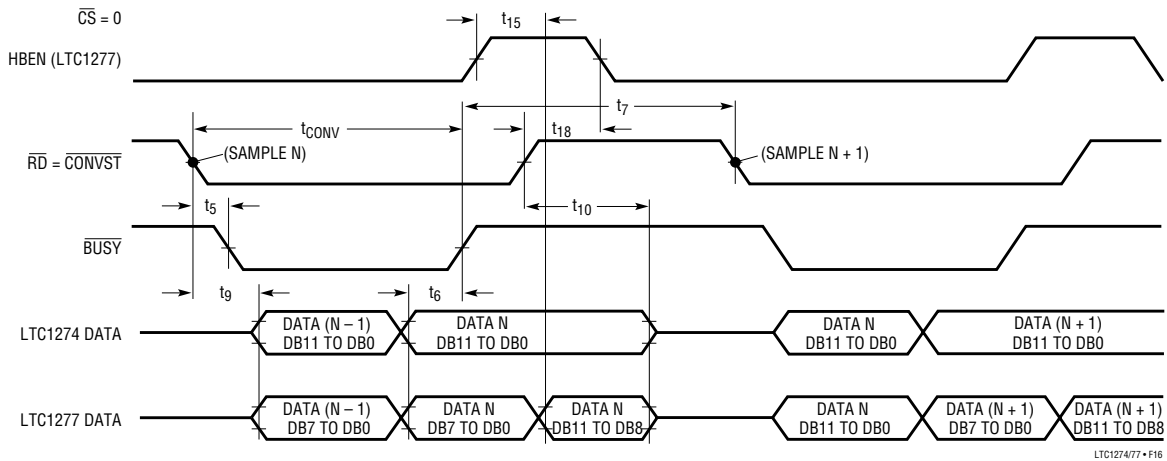 CS = 0
t15
HBEN (LTC1277)
t7
tCONV
t18
(SAMPLE N)
(SAMPLE N + 1)
RD = CONVST
t5
t10
BUSY
t9
t6
LTC1274 DATA
DATA (N – 1)
DB11 TO DB0
DATA N
DB11 TO DB0
DATA N
DB11 TO DB0
DATA (N + 1)
DB11 TO DB0
LTC1277 DATA
DATA (N – 1)
DB7 TO DB0
DATA N
DB7 TO DB0
DATA N
DB11 TO DB8
DATA N
DB11 TO DB0
DATA (N + 1)
DB7 TO DB0
DATA (N + 1)
DB11 TO DB8
LTC1274/77 • F16